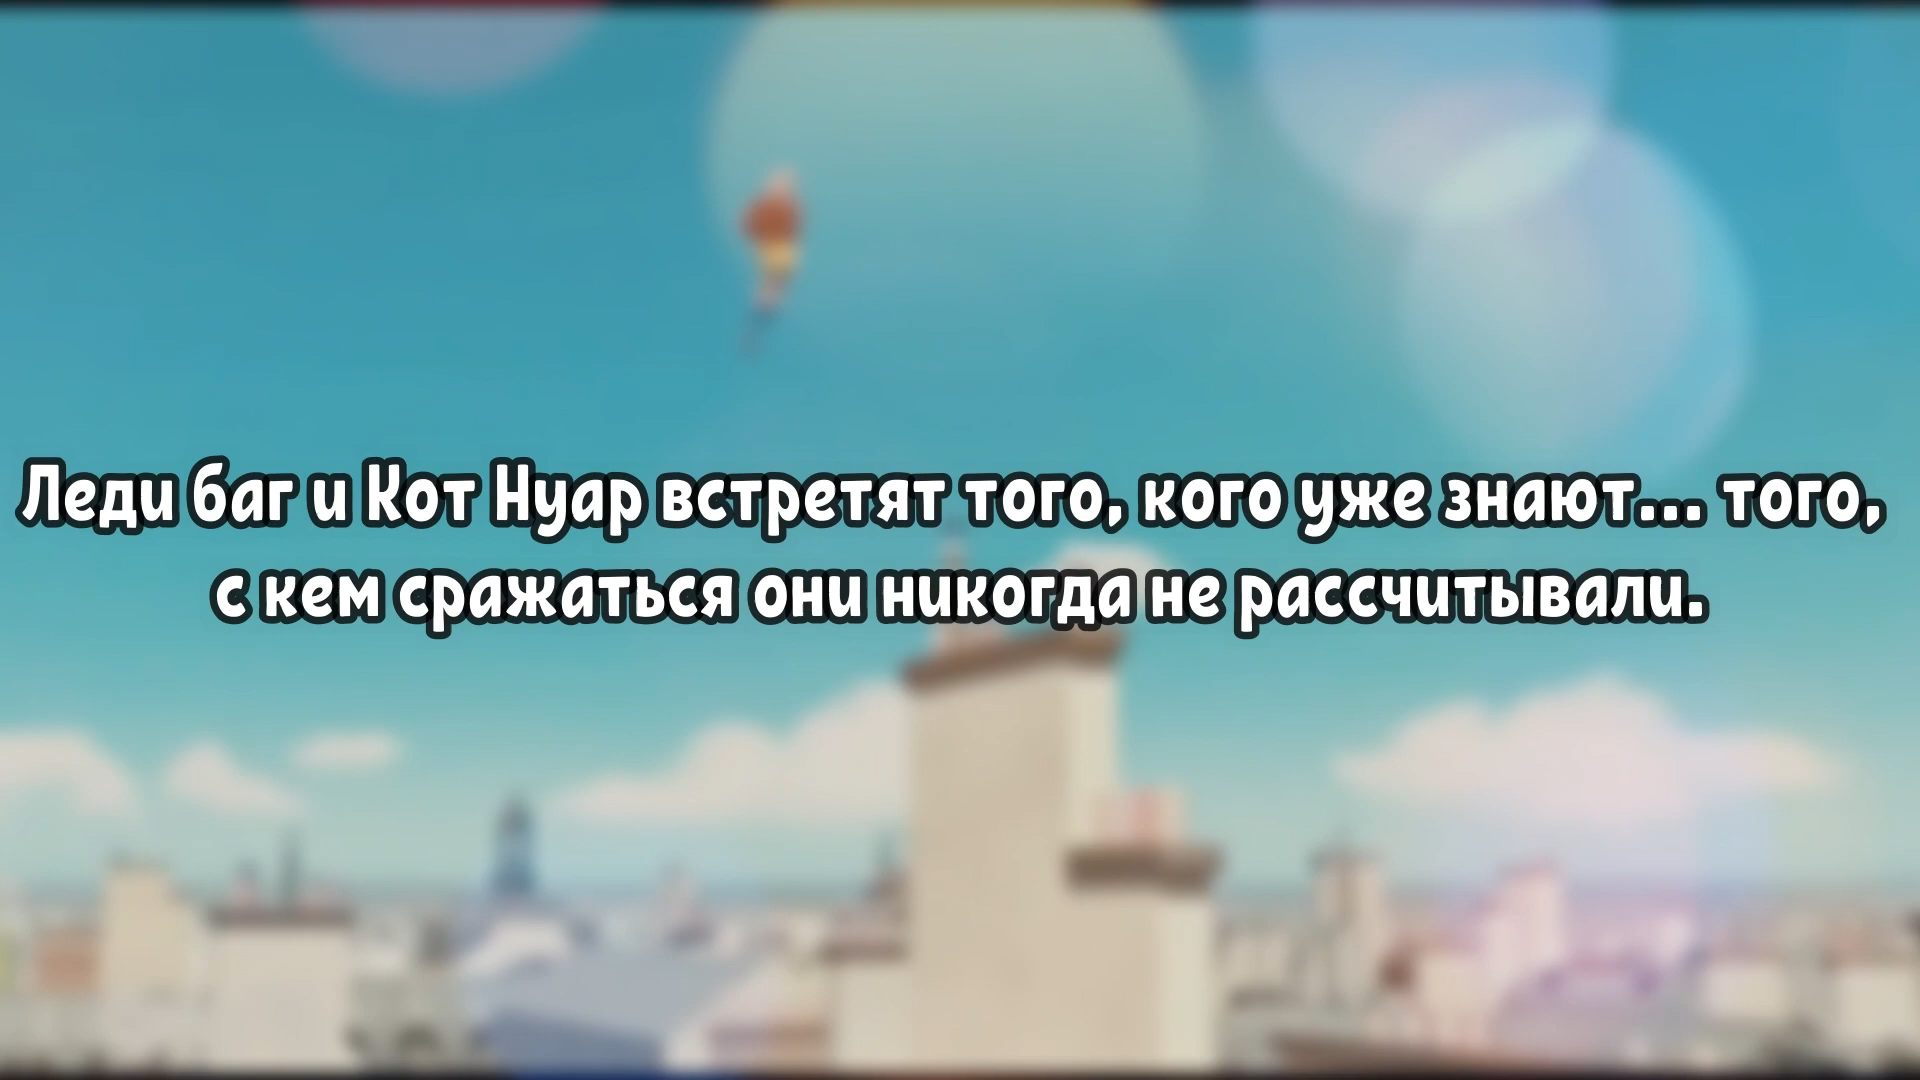 Леди баг и Кот Нуар встретят того, кого уже знают... того,
с кем сражаться они никогда не рассчитывали.